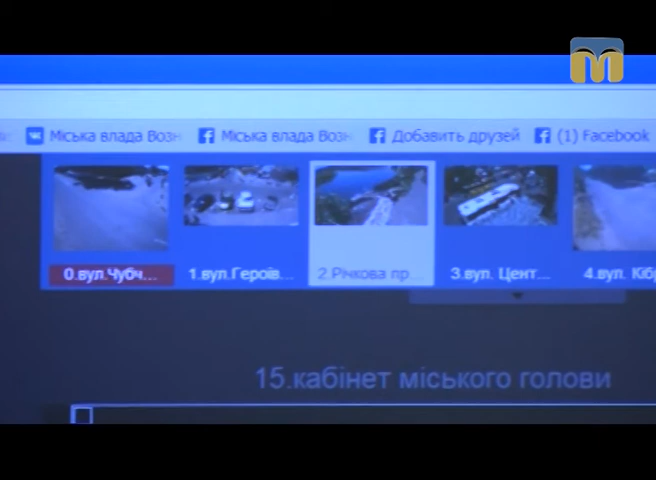 Міська влада Возн
Міська влада Возн
Добавить друзей
(1) Facebook
0.вул.Чубч...
1.вул.Героїв...
2.Річкова пр...
3.вул. Цент...
4.вул. Кібр
15.кабінет міського голови